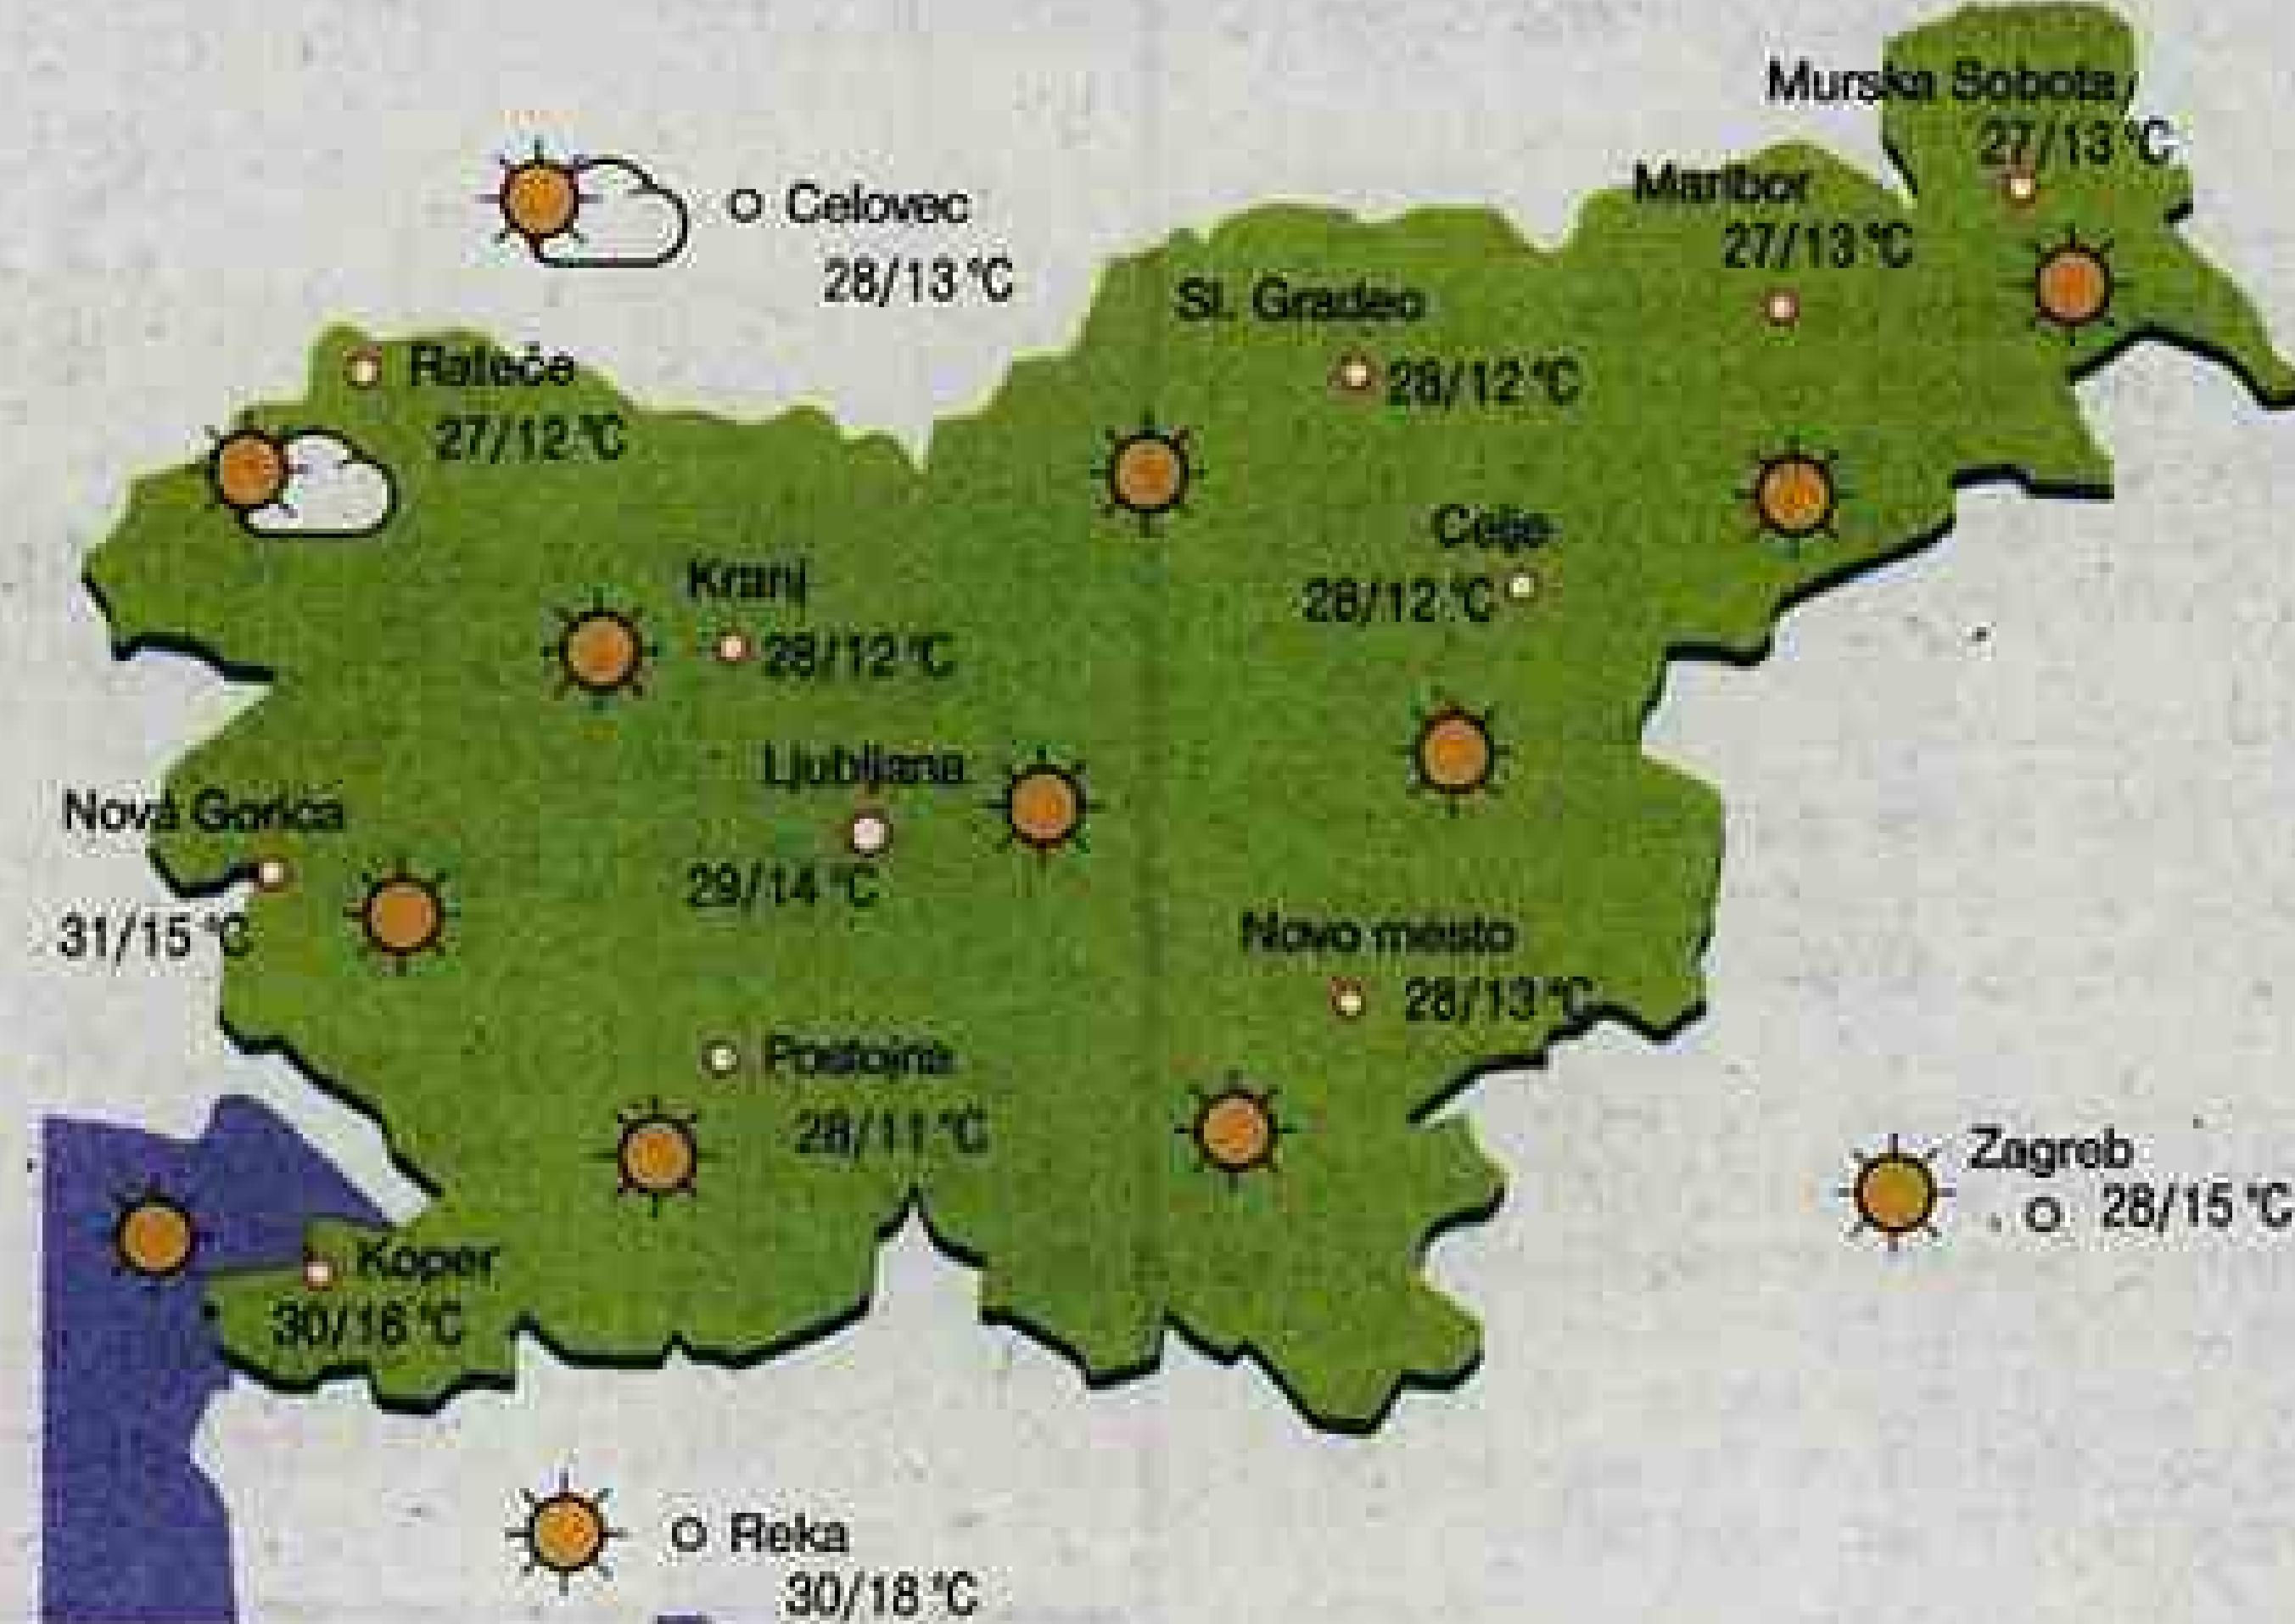 Murska Sobota
27/13 °C
Maribor
27/13 °C
Celovec
28/13 °C
Sl. Gradec
28/12 °C
Rateče
27/12 °C
Celje
28/12 °C
Kranj
28/12 °C
Ljubljana
29/14 °C
Nova Gorica
31/15 °C
Novo mesto
28/13 °C
Postojna
28/11 °C
Zagreb
28/15 °C
Koper
30/16 °C
Reka
30/18 °C